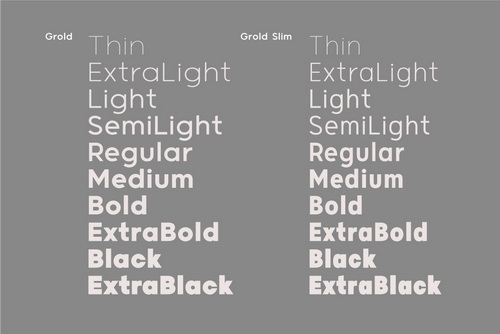 Grold
Thin
ExtraLight
Light
SemiLight
Regular
Medium
Bold
ExtraBold
Black
ExtraBlack
Grold Slim
Thin
ExtraLight
Light
SemiLight
Regular
Medium
Bold
ExtraBold
Black
ExtraBlack